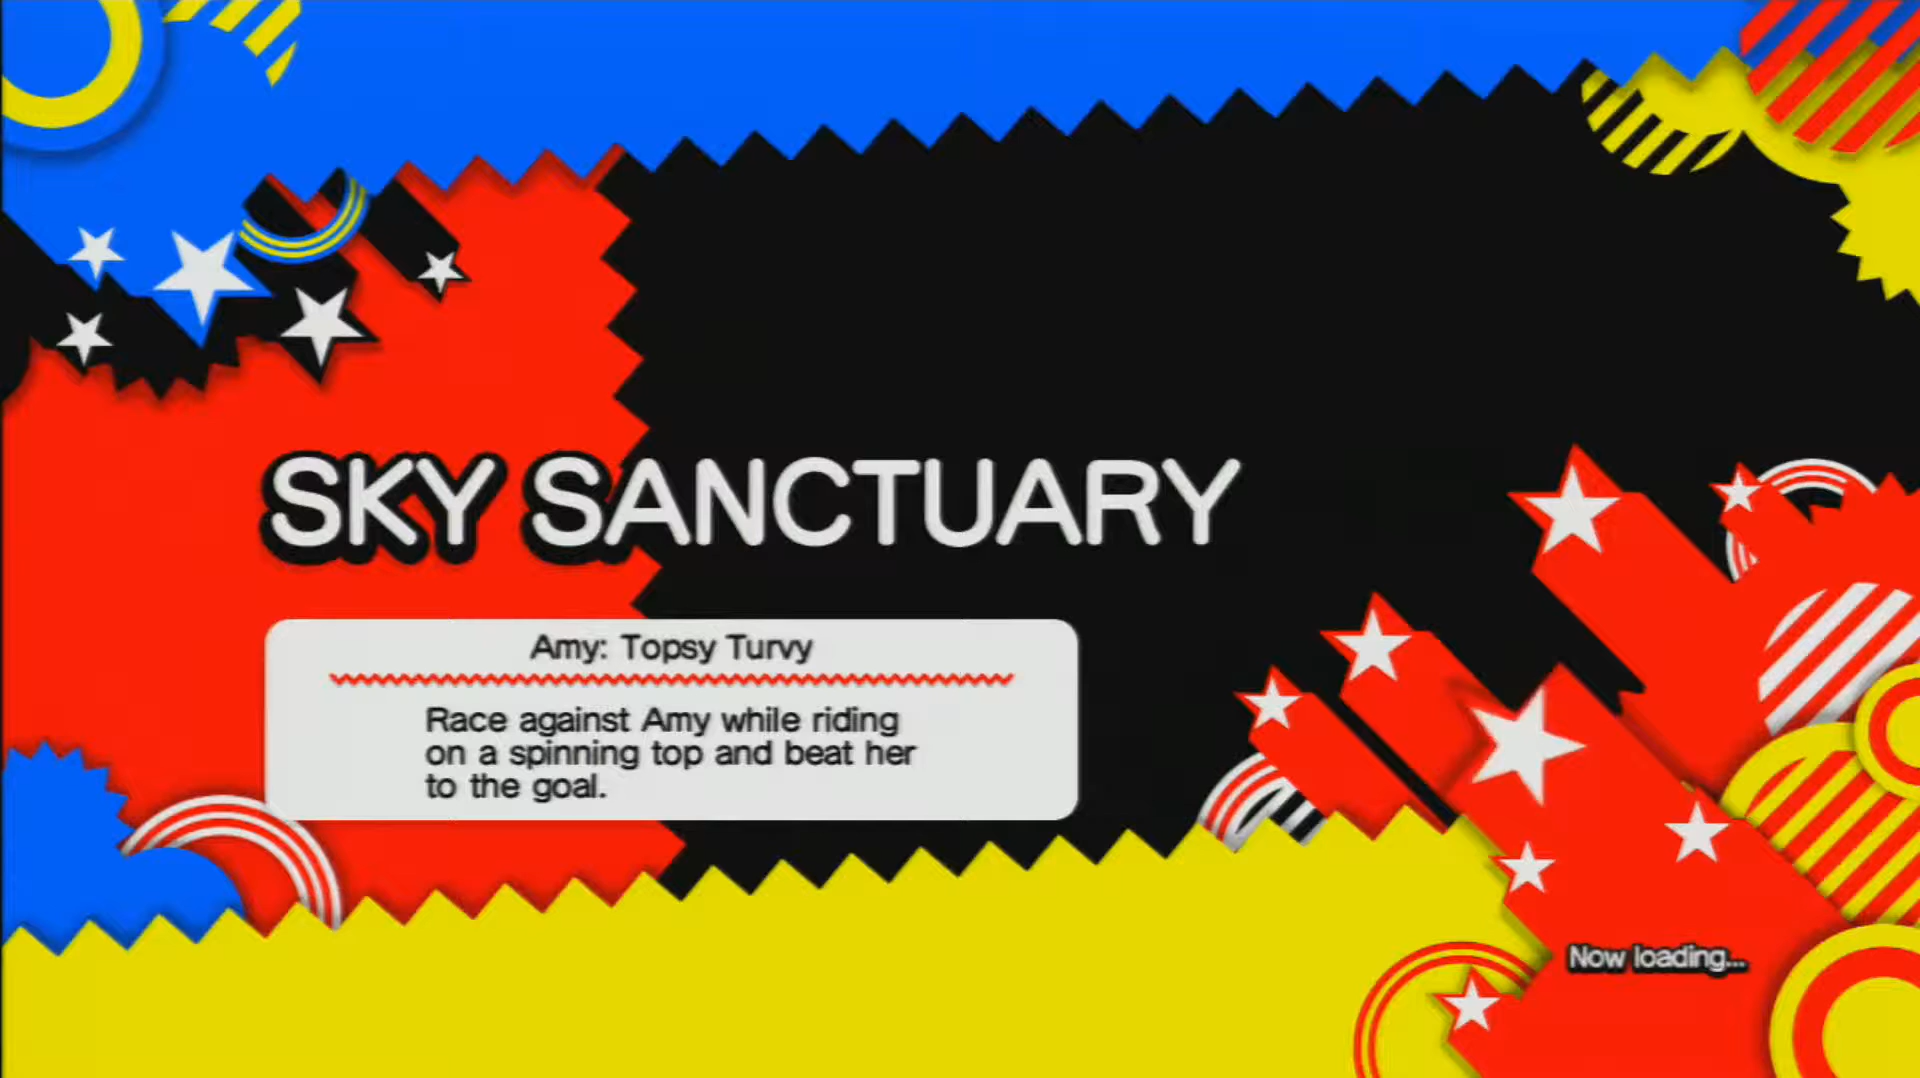 SKY SANCTUARY
Amy: Topsy Turvy
Race against Amy while riding
on a spinning top and beat her
to the goal.
Now loading...